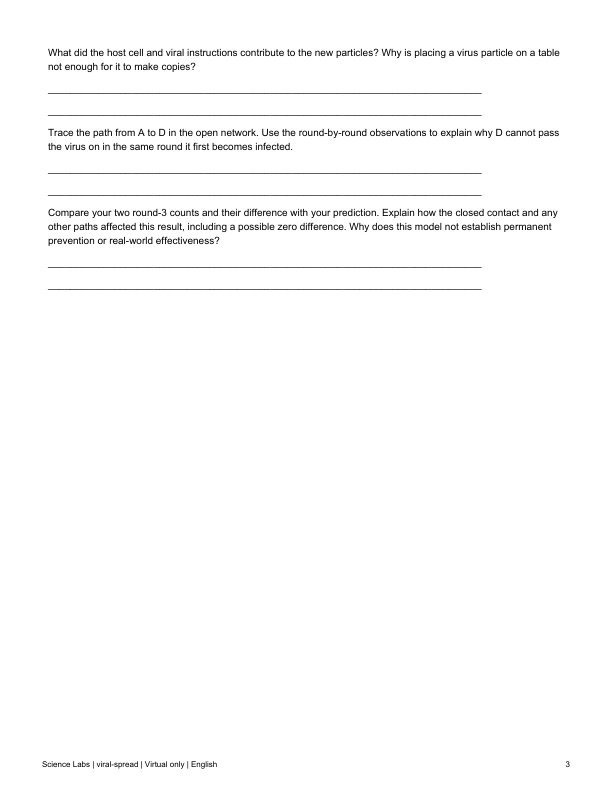 What did the host cell and viral instructions contribute to the new particles? Why is placing a virus particle on a table
not enough for it to make copies?
Trace the path from A to D in the open network. Use the round-by-round observations to explain why D cannot pass
the virus on in the same round it first becomes infected.
Compare your two round-3 counts and their difference with your prediction. Explain how the closed contact and any
other paths affected this result, including a possible zero difference. Why does this model not establish permanent
prevention or real-world effectiveness?
Science Labs | viral-spread | Virtual only | English 3